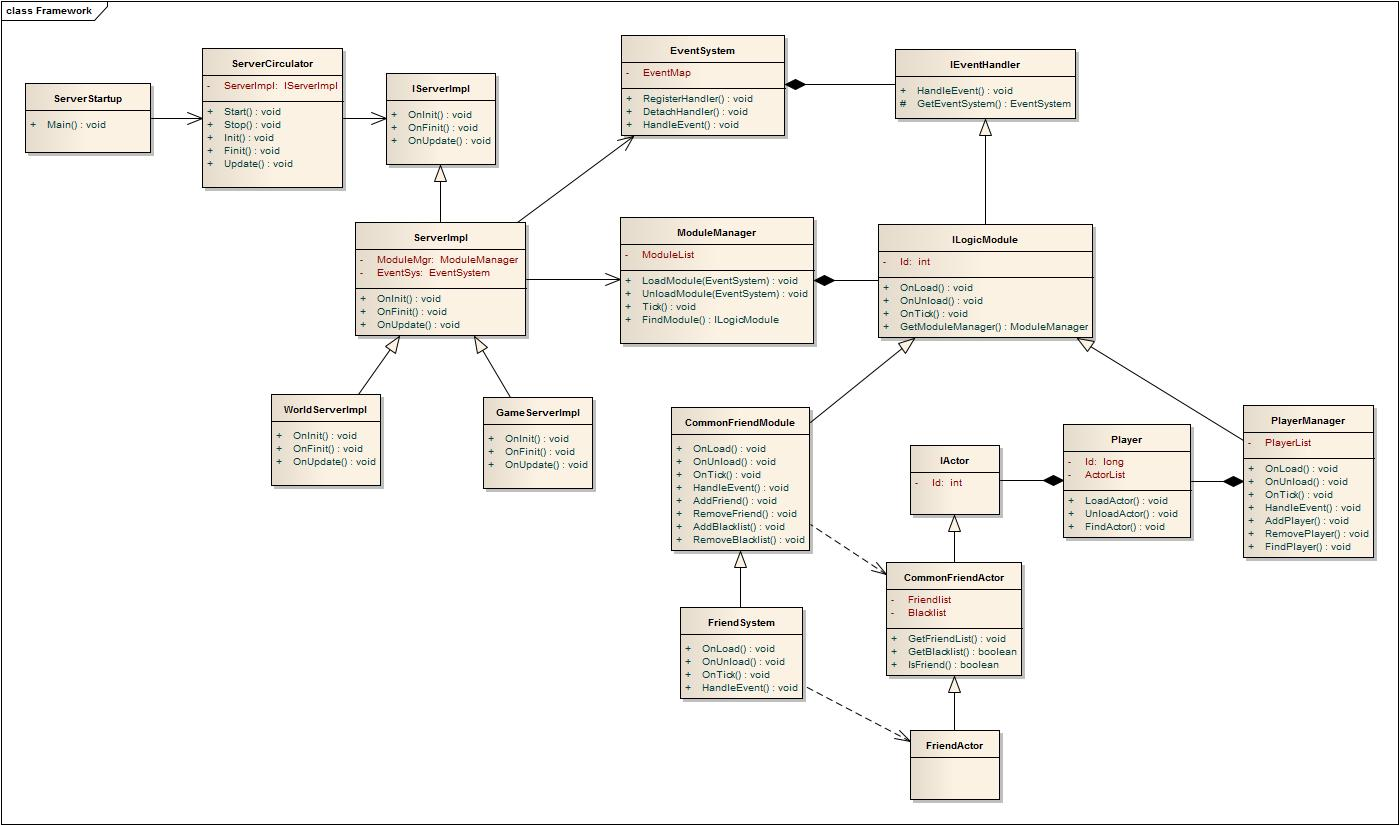 class Framework
ServerStartup
+ Main() : void
ServerCirculator
- ServerImpl: IServerImpl
+ Start() : void
+ Stop() : void
+ Init() : void
+ Finit() : void
+ Update() : void
IServerImpl
+ OnInit() : void
+ OnFinit() : void
+ OnUpdate() : void
EventSystem
- EventMap
+ RegisterHandler() : void
+ DetachHandler() : void
+ HandleEvent() : void
IEventHandler
+ HandleEvent() : void
# GetEventSystem() : EventSystem
ServerImpl
- ModuleMgr: ModuleManager
- EventSys: EventSystem
+ OnInit() : void
+ OnFinit() : void
+ OnUpdate() : void
ModuleManager
- ModuleList
+ LoadModule(EventSystem) : void
+ UnloadModule(EventSystem) : void
+ Tick() : void
+ FindModule() : ILogicModule
ILogicModule
- Id: int
+ OnLoad() : void
+ OnUnload() : void
+ OnTick() : void
+ GetModuleManager() : ModuleManager
WorldServerImpl
+ OnInit() : void
+ OnFinit() : void
+ OnUpdate() : void
GameServerImpl
+ OnInit() : void
+ OnFinit() : void
+ OnUpdate() : void
CommonFriendModule
+ OnLoad() : void
+ OnUnload() : void
+ OnTick() : void
+ HandleEvent() : void
+ AddFriend() : void
+ RemoveFriend() : void
+ AddBlacklist() : void
+ RemoveBlacklist() : void
IActor
- Id: int
Player
- Id: long
- ActorList
+ LoadActor() : void
+ UnloadActor() : void
+ FindActor() : void
PlayerManager
- PlayerList
+ OnLoad() : void
+ OnUnload() : void
+ OnTick() : void
+ HandleEvent() : void
+ AddPlayer() : void
+ RemovePlayer() : void
+ FindPlayer() : void
CommonFriendActor
- Friendlist
- Blacklist
+ GetFriendList() : void
+ GetBlacklist() : boolean
+ IsFriend() : boolean
FriendSystem
+ OnLoad() : void
+ OnUnload() : void
+ OnTick() : void
+ HandleEvent() : void
FriendActor